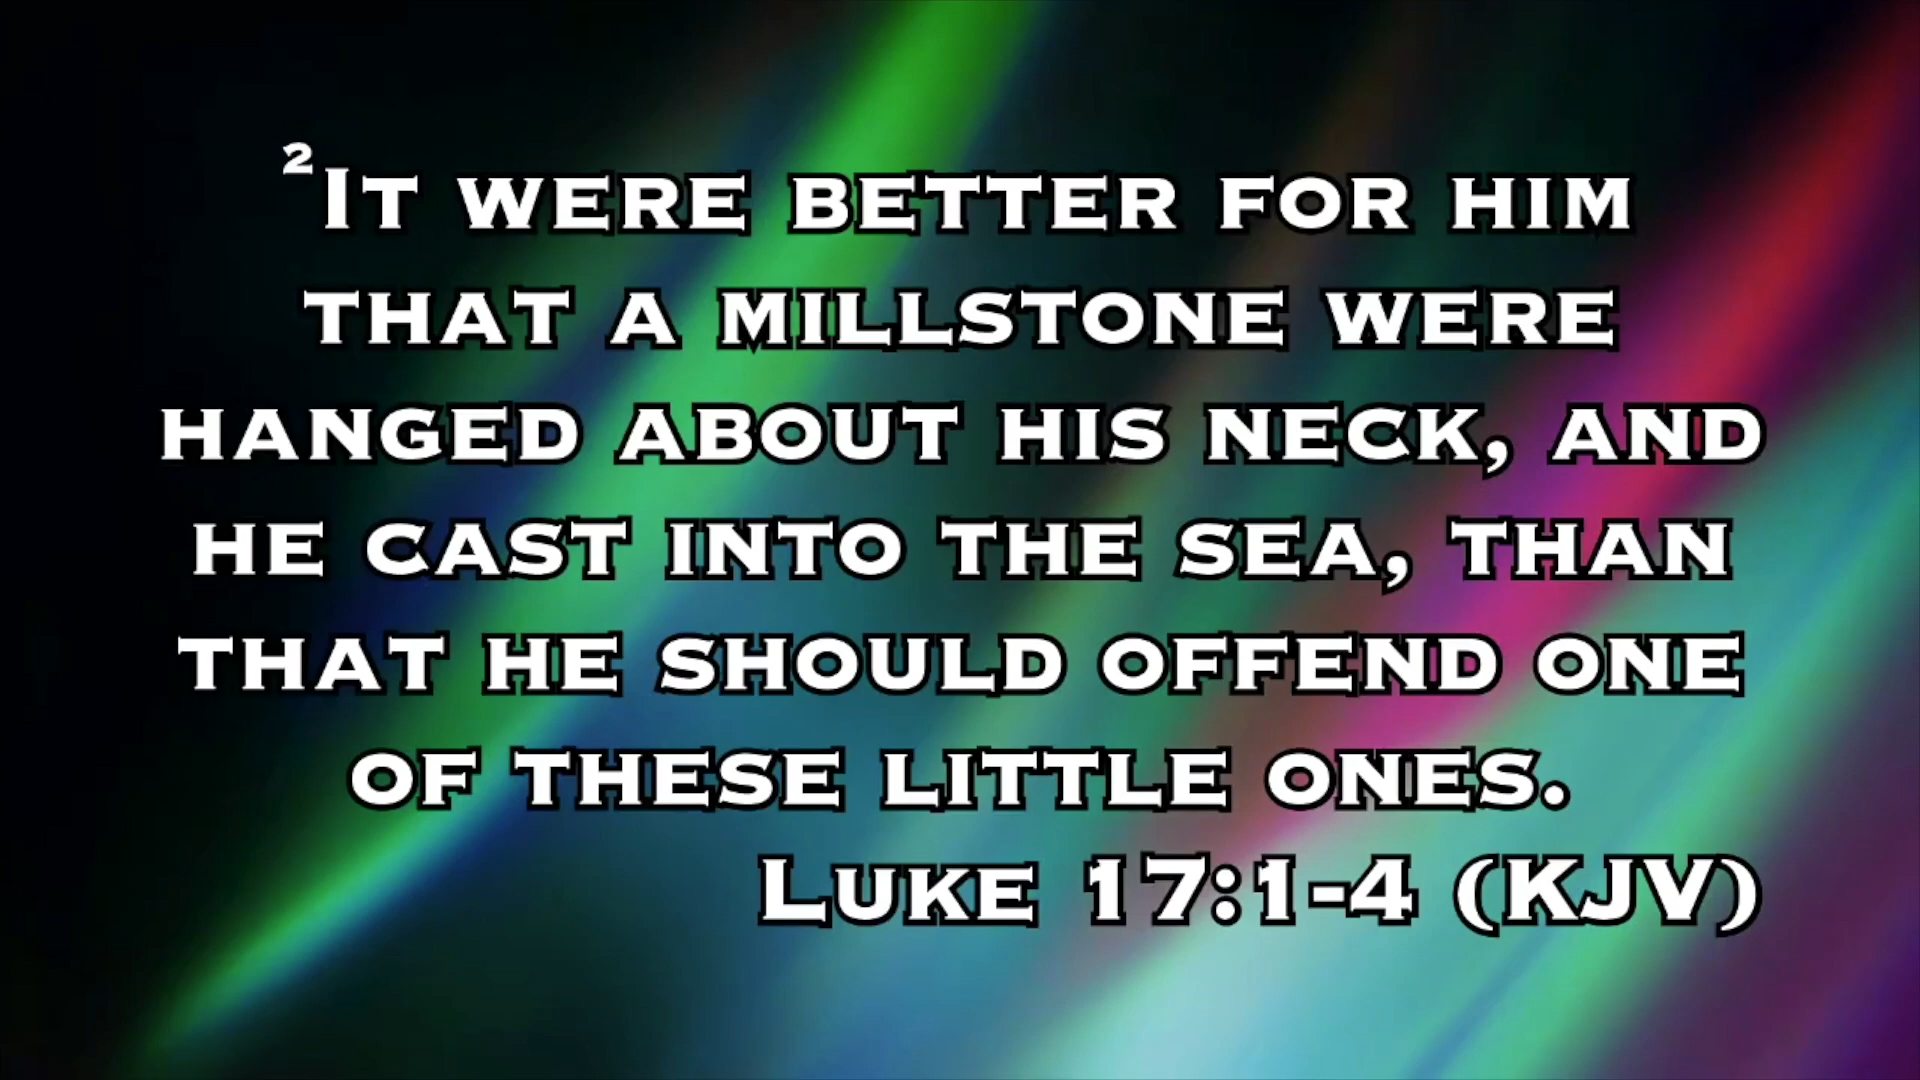 ²It were better for him
that a millstone were
hanged about his neck, and
he cast into the sea, than
that he should offend one
of these little ones.
Luke 17:1-4 (KJV)